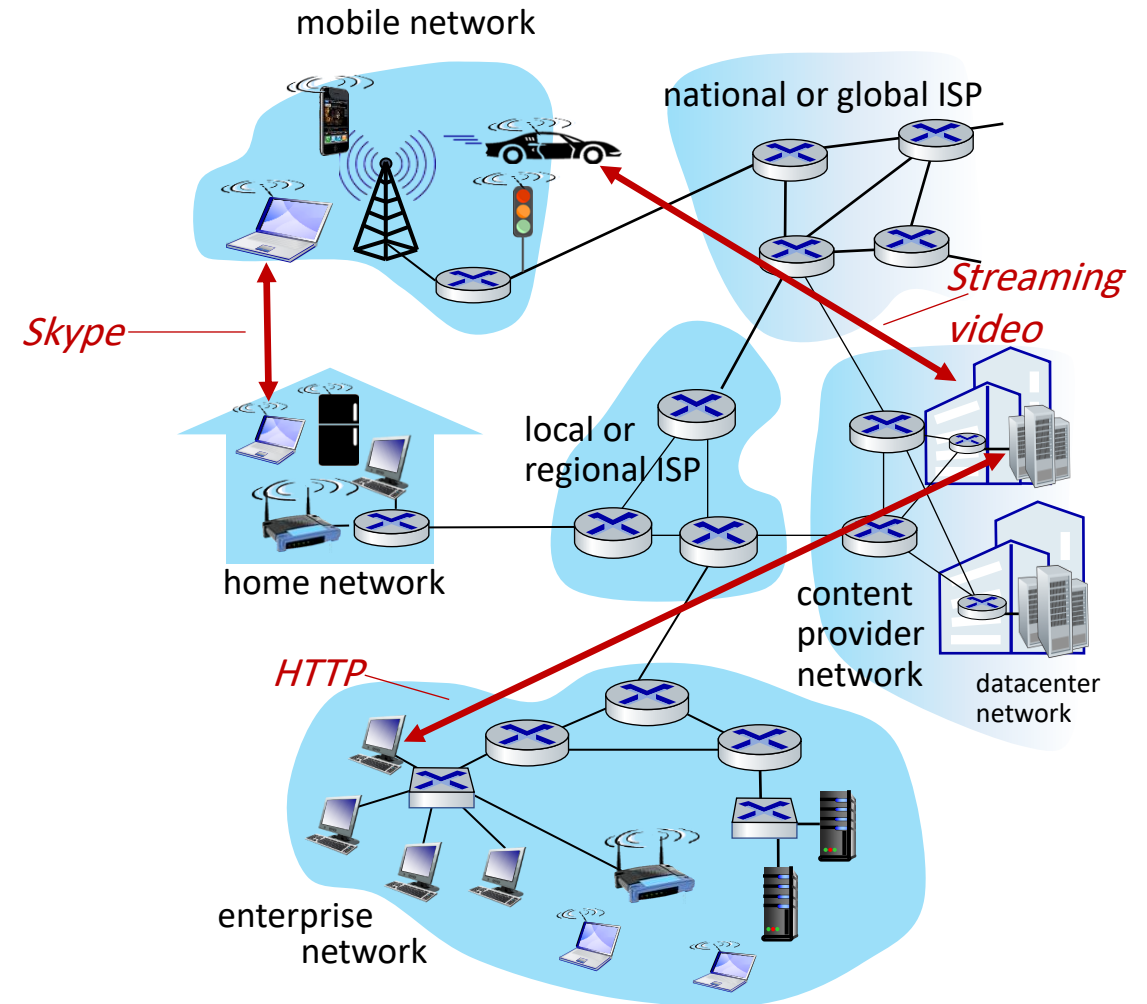 mobile network
national or global ISP
Streaming
video
Skype
local or
regional ISP
home network
content
provider
network
datacenter
network
HTTP
enterprise
network